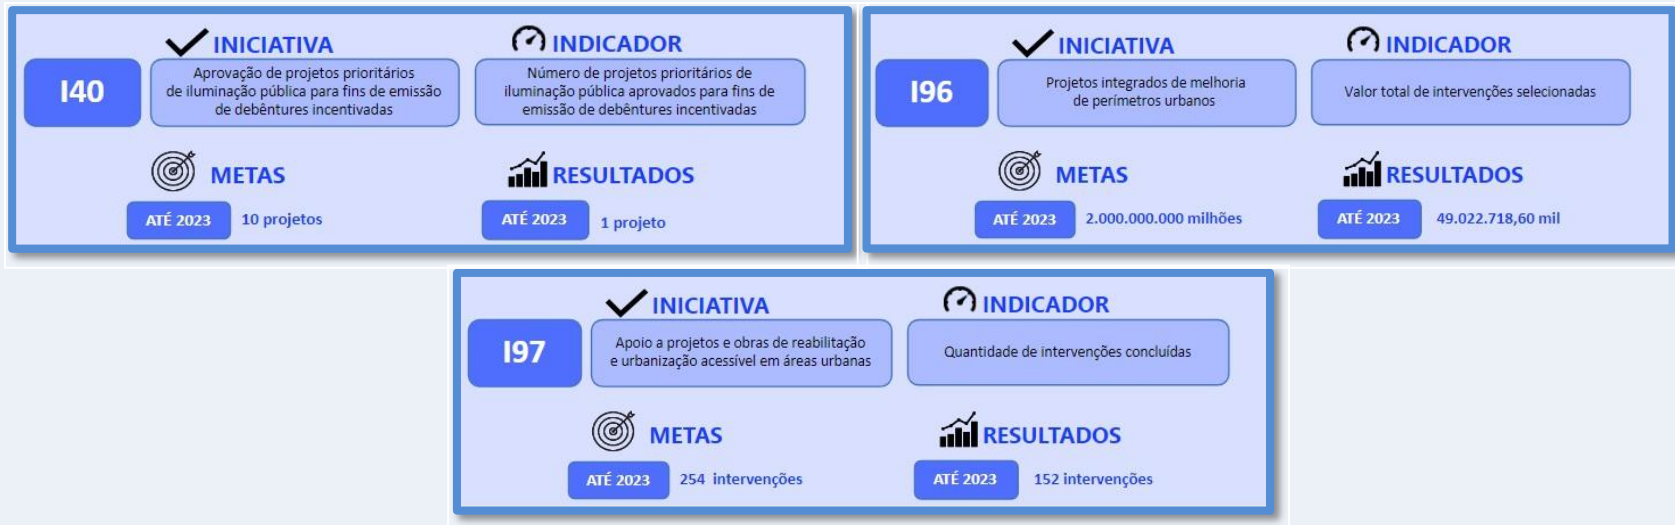 INICIATIVA
INDICADOR
I40
Aprovação de projetos prioritários
de iluminação pública para fins de emissão
de debêntures incentivadas
Número de projetos prioritários de
iluminação pública aprovados para fins de
emissão de debêntures incentivadas
METAS
RESULTADOS
ATÉ 2023 10 projetos
ATÉ 2023 1 projeto
INICIATIVA
INDICADOR
I96
Projetos integrados de melhoria
de perímetros urbanos
Valor total de intervenções selecionadas
METAS
RESULTADOS
ATÉ 2023 2.000.000.000 milhões
ATÉ 2023 49.022.718,60 mil
INICIATIVA
INDICADOR
I97
Apoio a projetos e obras de reabilitação
e urbanização acessível em áreas urbanas
Quantidade de intervenções concluídas
METAS
RESULTADOS
ATÉ 2023 254 intervenções
ATÉ 2023 152 intervenções